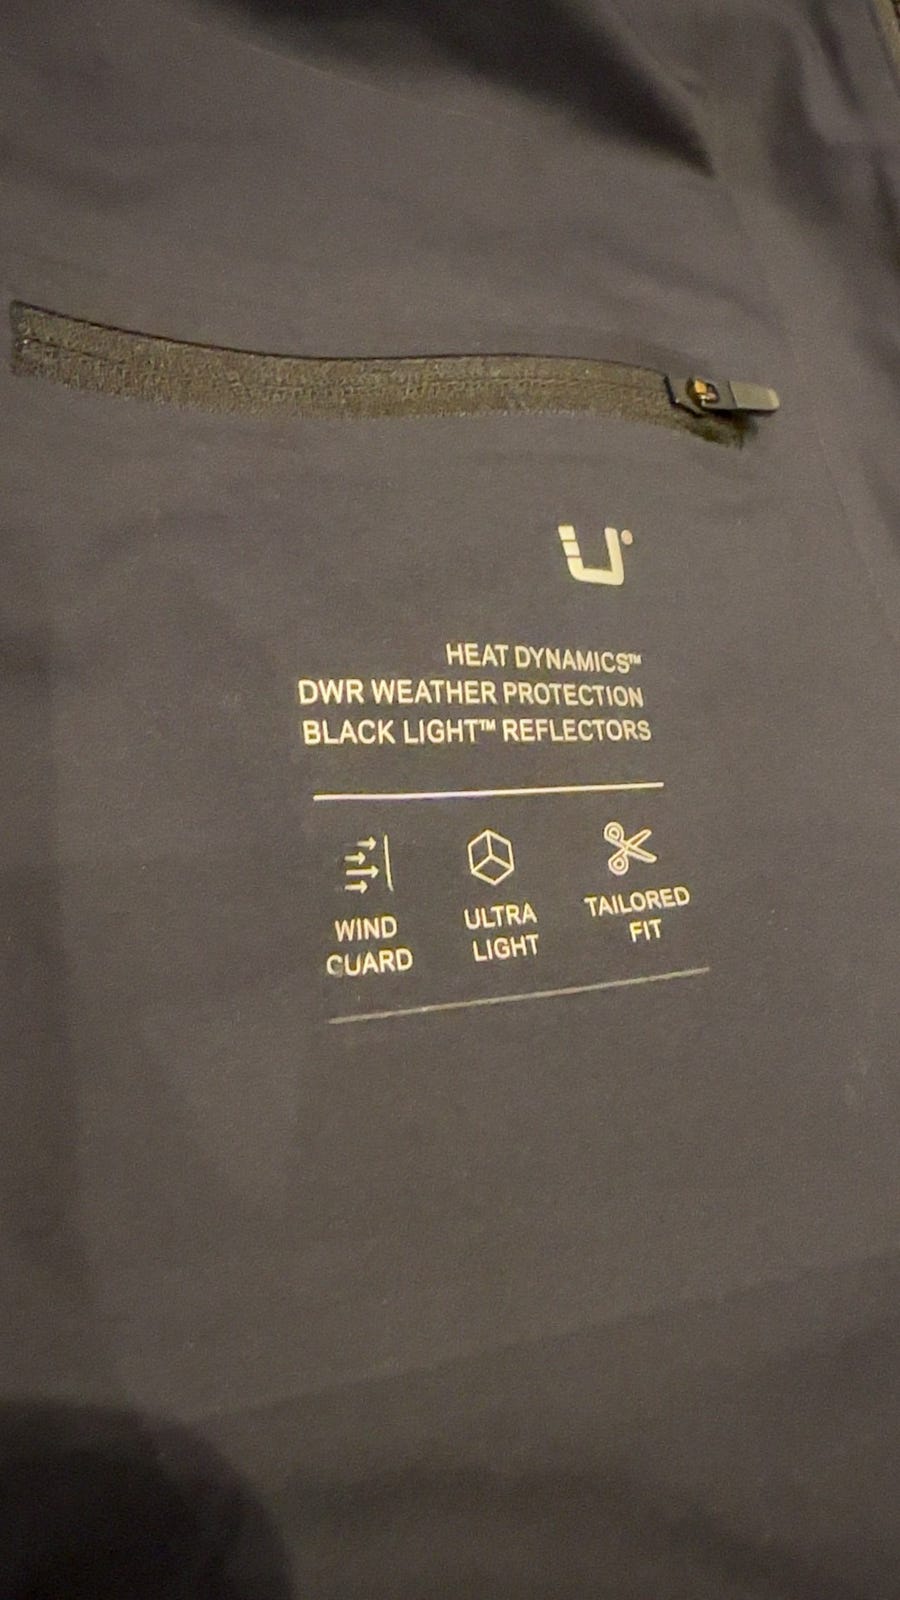 U
HEAT DYNAMICS™
DWR WEATHER PROTECTION
BLACK LIGHT™ REFLECTORS
WIND
GUARD
ULTRA
LIGHT
TAILORED
FIT